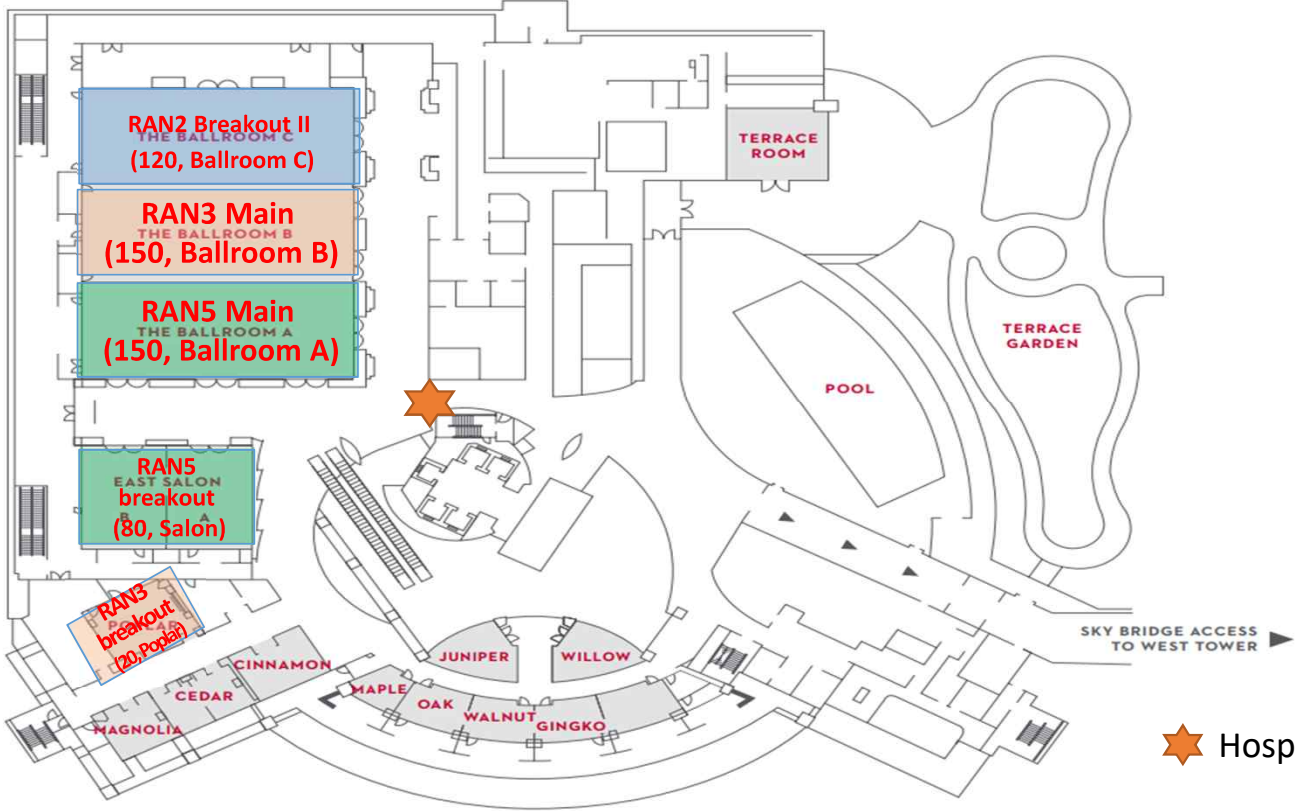 RAN2 Breakout II
THE BALLROOM C
(120, Ballroom C)
TERRACE
ROOM
RAN3 Main
THE BALLROOM B
(150, Ballroom B)
RAN5 Main
THE BALLROOM A
(150, Ballroom A)
TERRACE
GARDEN
POOL
RAN5
EAST SALON
breakout
B A
(80, Salon)
RAN3
breakout
POPLAR
(20,Poplar)
SKY BRIDGE ACCESS
TO WEST TOWER
JUNIPER
WILLOW
CINNAMON
MAPLE
CEDAR
OAK
WALNUT
GINGKO
MAGNOLIA
Hosp